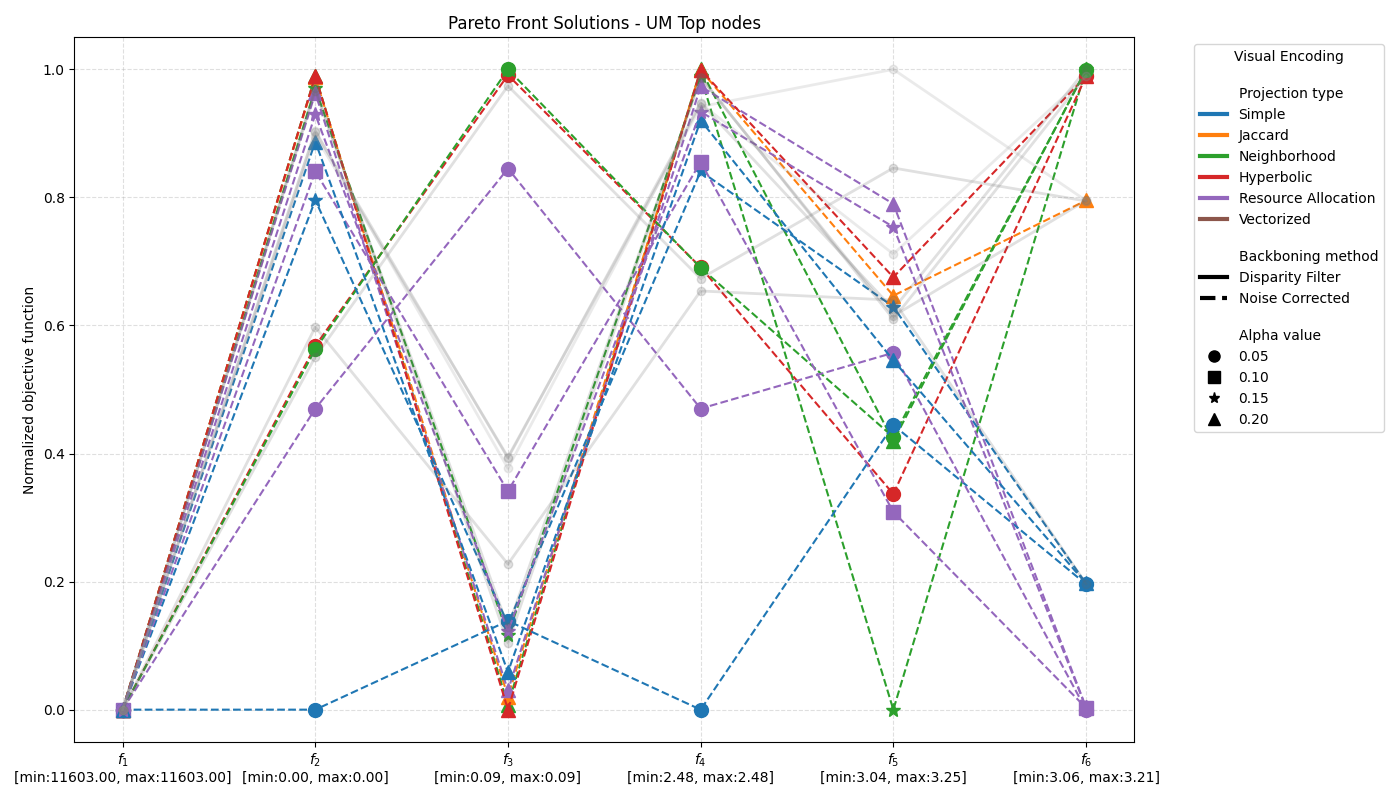 Pareto Front Solutions - UM Top nodes
Normalized objective function
1.0
0.8
0.6
0.4
0.2
0.0
f1
[min:11603.00, max:11603.00]
f2
[min:0.00, max:0.00]
f3
[min:0.09, max:0.09]
f4
[min:2.48, max:2.48]
f5
[min:3.04, max:3.25]
f6
[min:3.06, max:3.21]
Visual Encoding
Projection type
Simple
Jaccard
Neighborhood
Hyperbolic
Resource Allocation
Vectorized
Backboning method
Disparity Filter
Noise Corrected
Alpha value
0.05
0.10
0.15
0.20